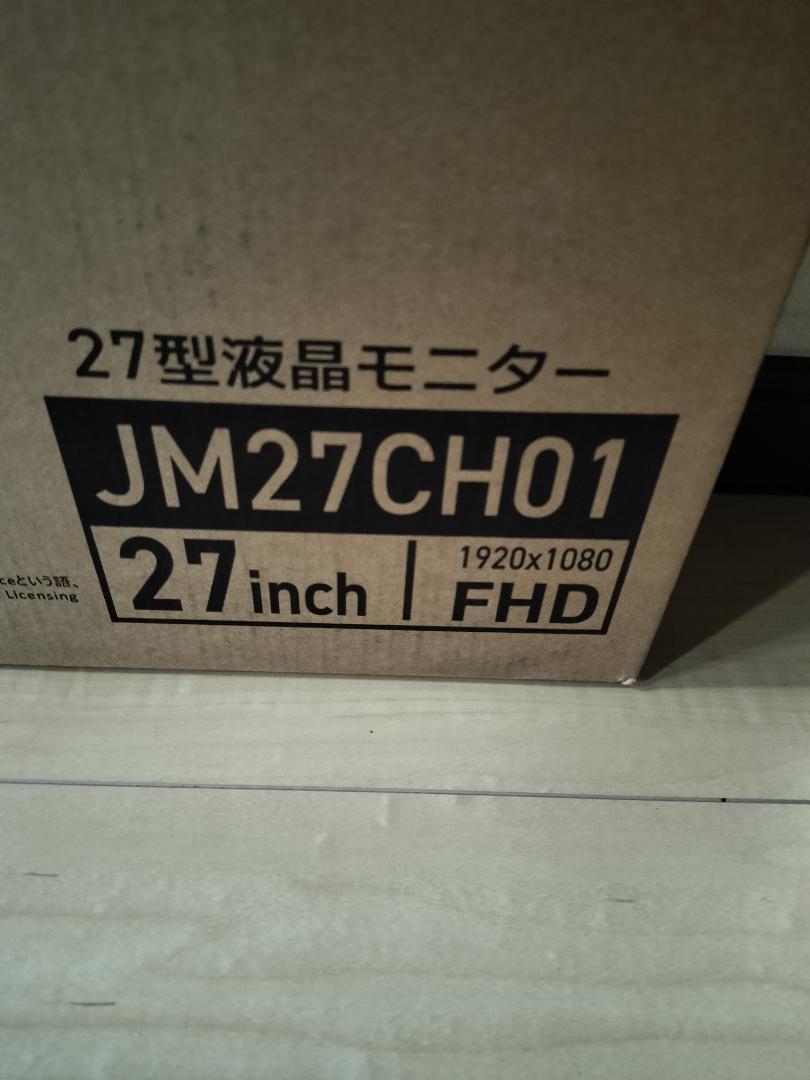 27型液晶モニター
JM27CH01
27inch
1920x1080
FHD
ceという語、
Licensing